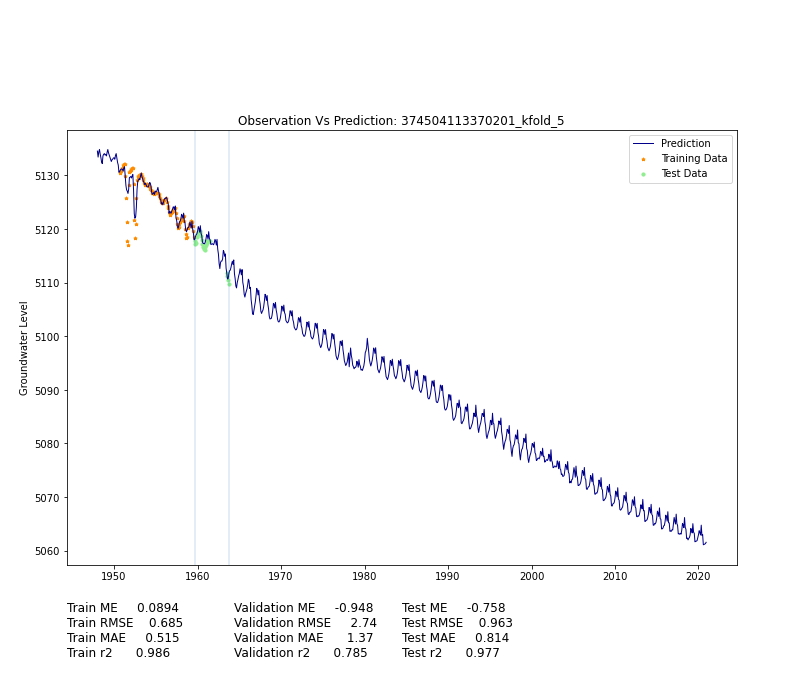 Observation Vs Prediction: 374504113370201_kfold_5
Prediction
Training Data
Test Data
Groundwater Level
5130
5120
5110
5100
5090
5080
5070
5060
1950 1960 1970 1980 1990 2000 2010 2020
Train ME 0.0894 Validation ME -0.948 Test ME -0.758
Train RMSE 0.685 Validation RMSE 2.74 Test RMSE 0.963
Train MAE 0.515 Validation MAE 1.37 Test MAE 0.814
Train r2 0.986 Validation r2 0.785 Test r2 0.977